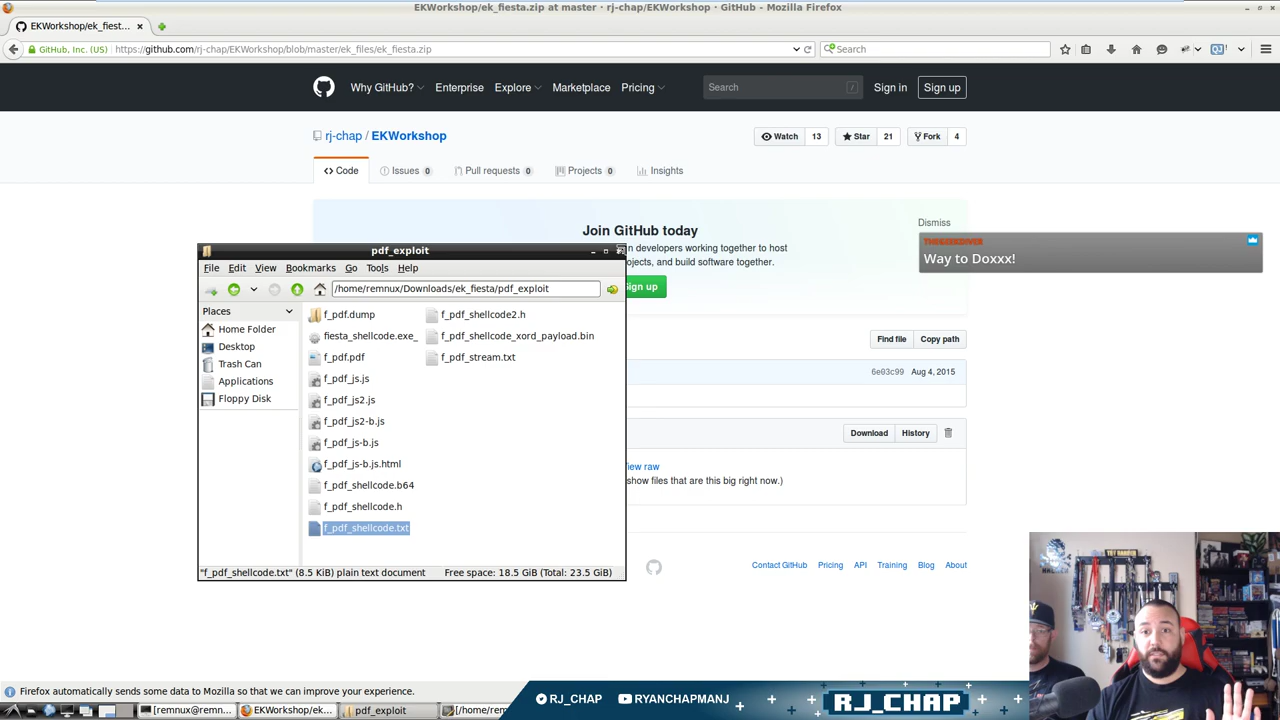 EKWorkshop/ek_fiesta.zip at master · rj-chap/EKWorkshop · GitHub - Mozilla Firefox
EKWorkshop/ek_fiest...
GitHub, Inc. (US)
https://github.com/rj-chap/EKWorkshop/blob/master/ek_files/ek_fiesta.zip
Search
Why GitHub?
Enterprise
Explore
Marketplace
Pricing
Search
/
Sign in
Sign up
rj-chap / EKWorkshop
Watch 13
Star 21
Fork 4
Code
Issues 0
Pull requests 0
Projects 0
Insights
Join GitHub today
Dismiss
n developers working together to host
ojects, and build software together.
ign up
Way to Doxxx!
pdf_exploit
File Edit View Bookmarks Go Tools Help
/home/remnux/Downloads/ek_fiesta/pdf_exploit
Places
Home Folder
Desktop
Trash Can
Applications
Floppy Disk
f_pdf.dump
fiesta_shellcode.exe_
f_pdf.pdf
f_pdf_js.js
f_pdf_js2.js
f_pdf_js2-b.js
f_pdf_js-b.js
f_pdf_js-b.js.html
f_pdf_shellcode.b64
f_pdf_shellcode.h
f_pdf_shellcode.txt
f_pdf_shellcode2.h
f_pdf_shellcode_xord_payload.bin
f_pdf_stream.txt
"f_pdf_shellcode.txt" (8.5 KiB) plain text document
Free space: 18.5 GiB (Total: 23.5 GiB)
Find file
Copy path
6e03c99 Aug 4, 2015
Download
History
iew raw
show files that are this big right now.)
Contact GitHub
Pricing
API
Training
Blog
About
Firefox automatically sends some data to Mozilla so that we can improve your experience.
[remnux@remn...
EKWorkshop/ek...
pdf_exploit
[/home/rem
RJ_CHAP
RYANCHAPMANJ
RJ_CHAP